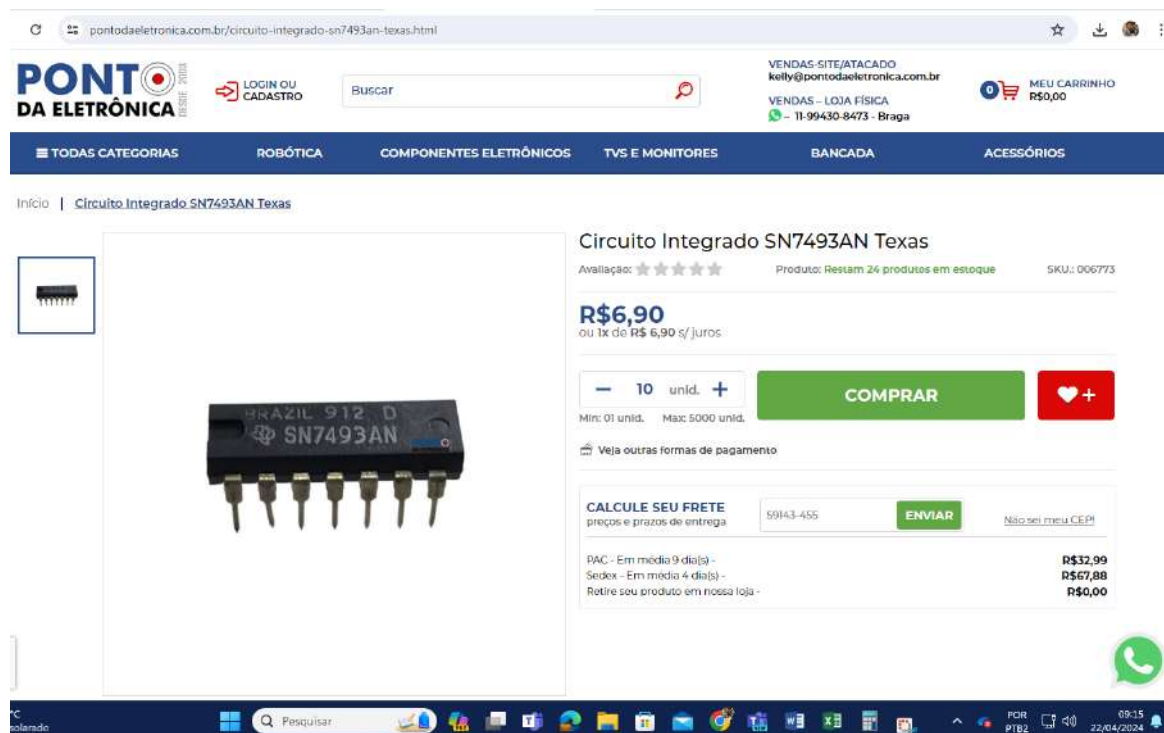 pontodaeletronica.com.br/circuito-integrado-sn7493an-texas.html
PONTO
DA ELETRÔNICA
DESDE 2003
LOGIN OU
CADASTRO
Buscar
VENDAS-SITE/ATACADO
kelly@pontodaeletronica.com.br
VENDAS – LOJA FÍSICA
– 11-99430-8473 - Braga
0
MEU CARRINHO
R$0,00
TODAS CATEGORIAS
ROBÓTICA
COMPONENTES ELETRÔNICOS
TVS E MONITORES
BANCADA
ACESSÓRIOS
Início | Circuito Integrado SN7493AN Texas
BRAZIL 912 D
SN7493AN
Circuito Integrado SN7493AN Texas
Avaliação:
Produto: Restam 24 produtos em estoque
SKU.: 006773
R$6,90
ou 1x de R$ 6,90 s/ juros
− 10 unid. +
Min: 01 unid. Max: 5000 unid.
COMPRAR
+
Veja outras formas de pagamento
CALCULE SEU FRETE
preços e prazos de entrega
59143-455
ENVIAR
Não sei meu CEP!
PAC - Em média 9 dia(s) - R$32,99
Sedex - Em média 4 dia(s) - R$67,88
Retire seu produto em nossa loja - R$0,00
Pesquisar
POR
PTB2
09:15
22/04/2024